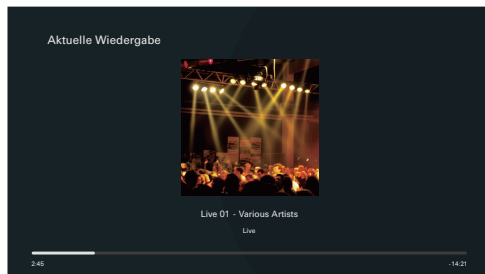 Aktuelle Wiedergabe
Live 01 - Various Artists
Live
2:45
-14:21